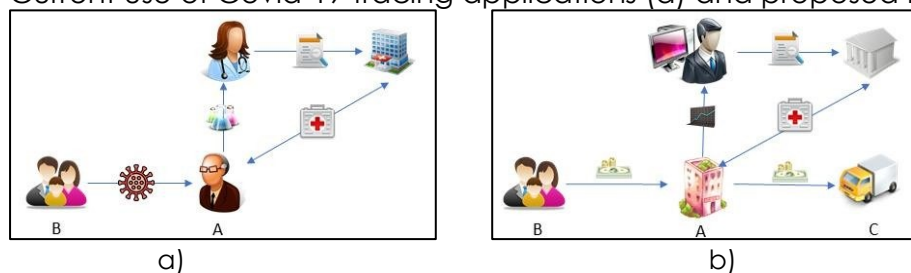 Current use of Covid-19 tracing applications (a) and proposed
B
A
B
A
C
a)
b)